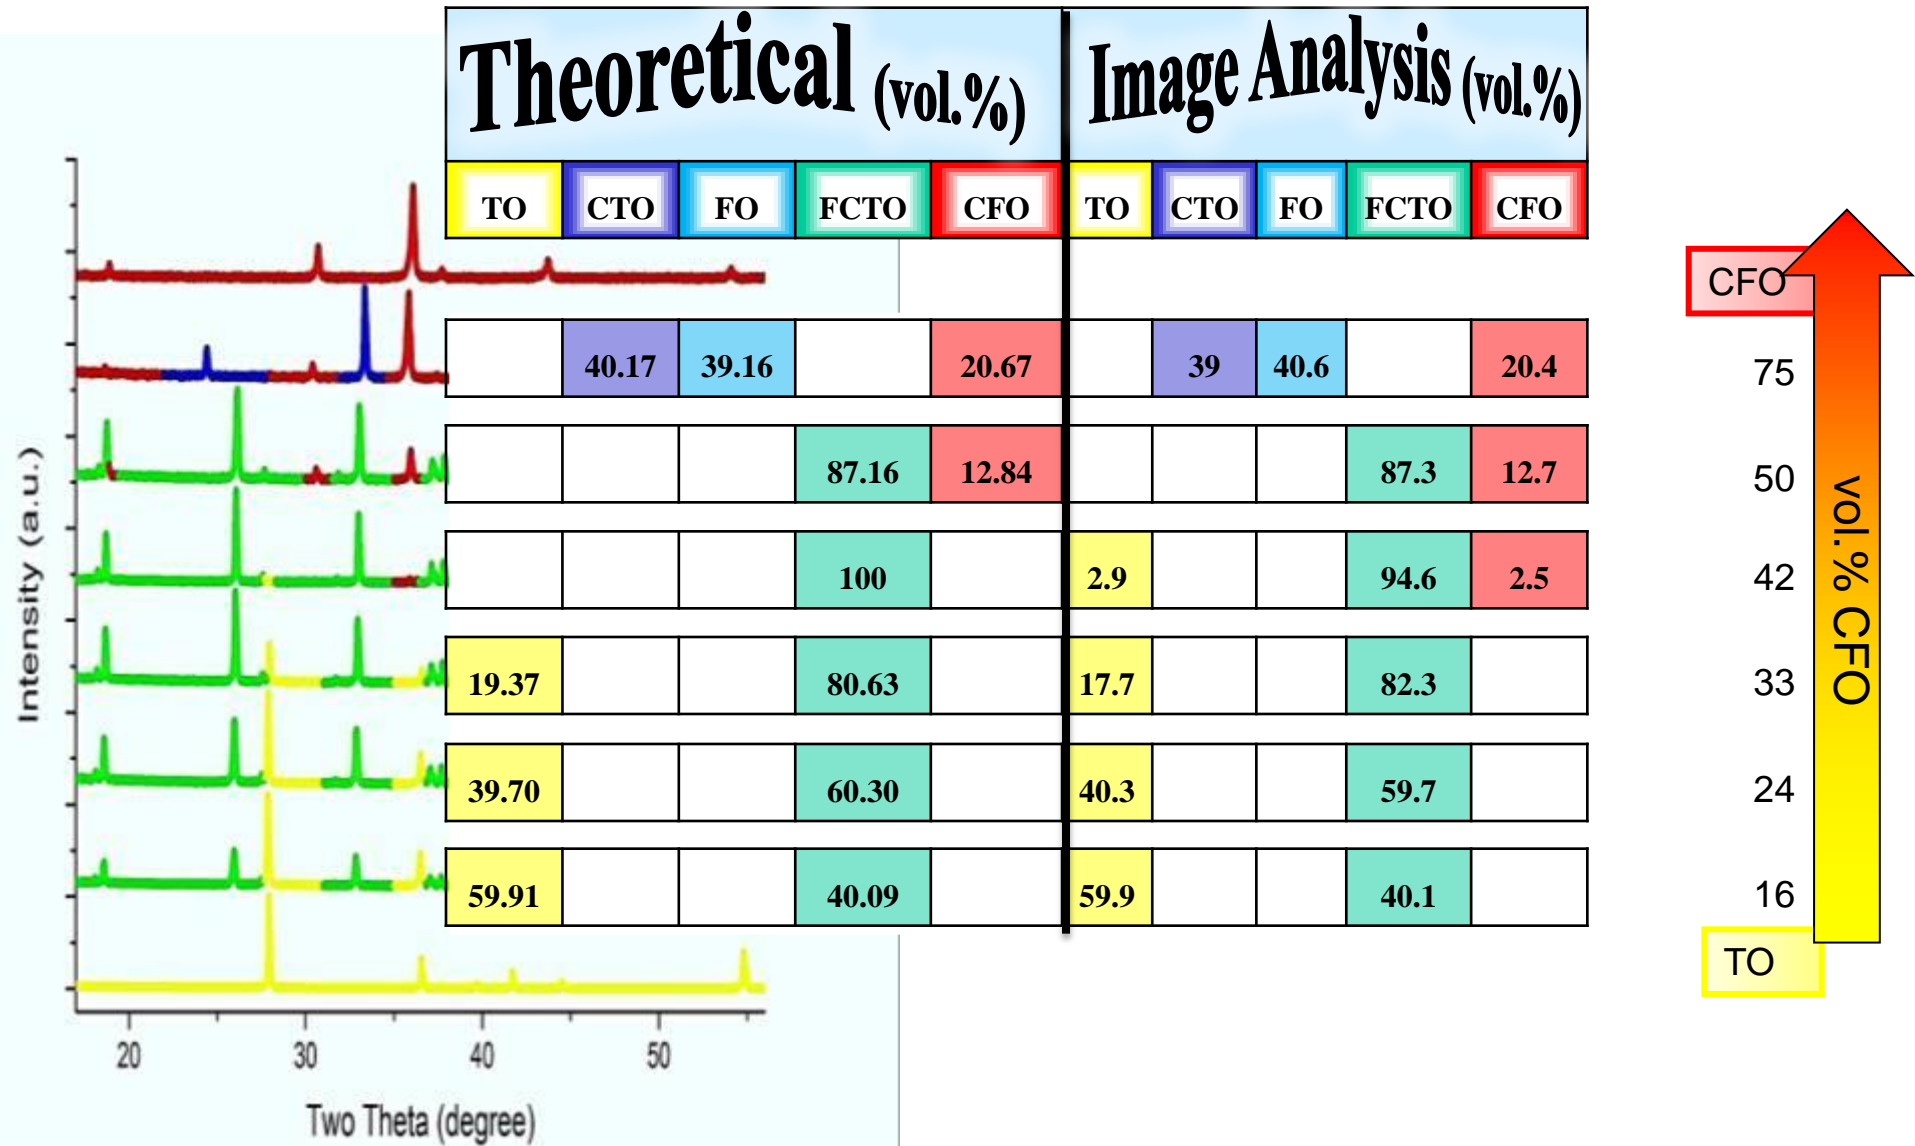 Theoretical (vol.%) Image Analysis (vol.%)
TO CTO FO FCTO CFO TO CTO FO FCTO CFO
CFO
40.17 39.16 20.67 39 40.6 20.4 75
87.16 12.84 87.3 12.7 50
100 2.9 94.6 2.5 42
19.37 80.63 17.7 82.3 33
39.70 60.30 40.3 59.7 24
59.91 40.09 59.9 40.1 16
TO
vol.% CFO
Intensity (a.u.)
20 30 40 50
Two Theta (degree)